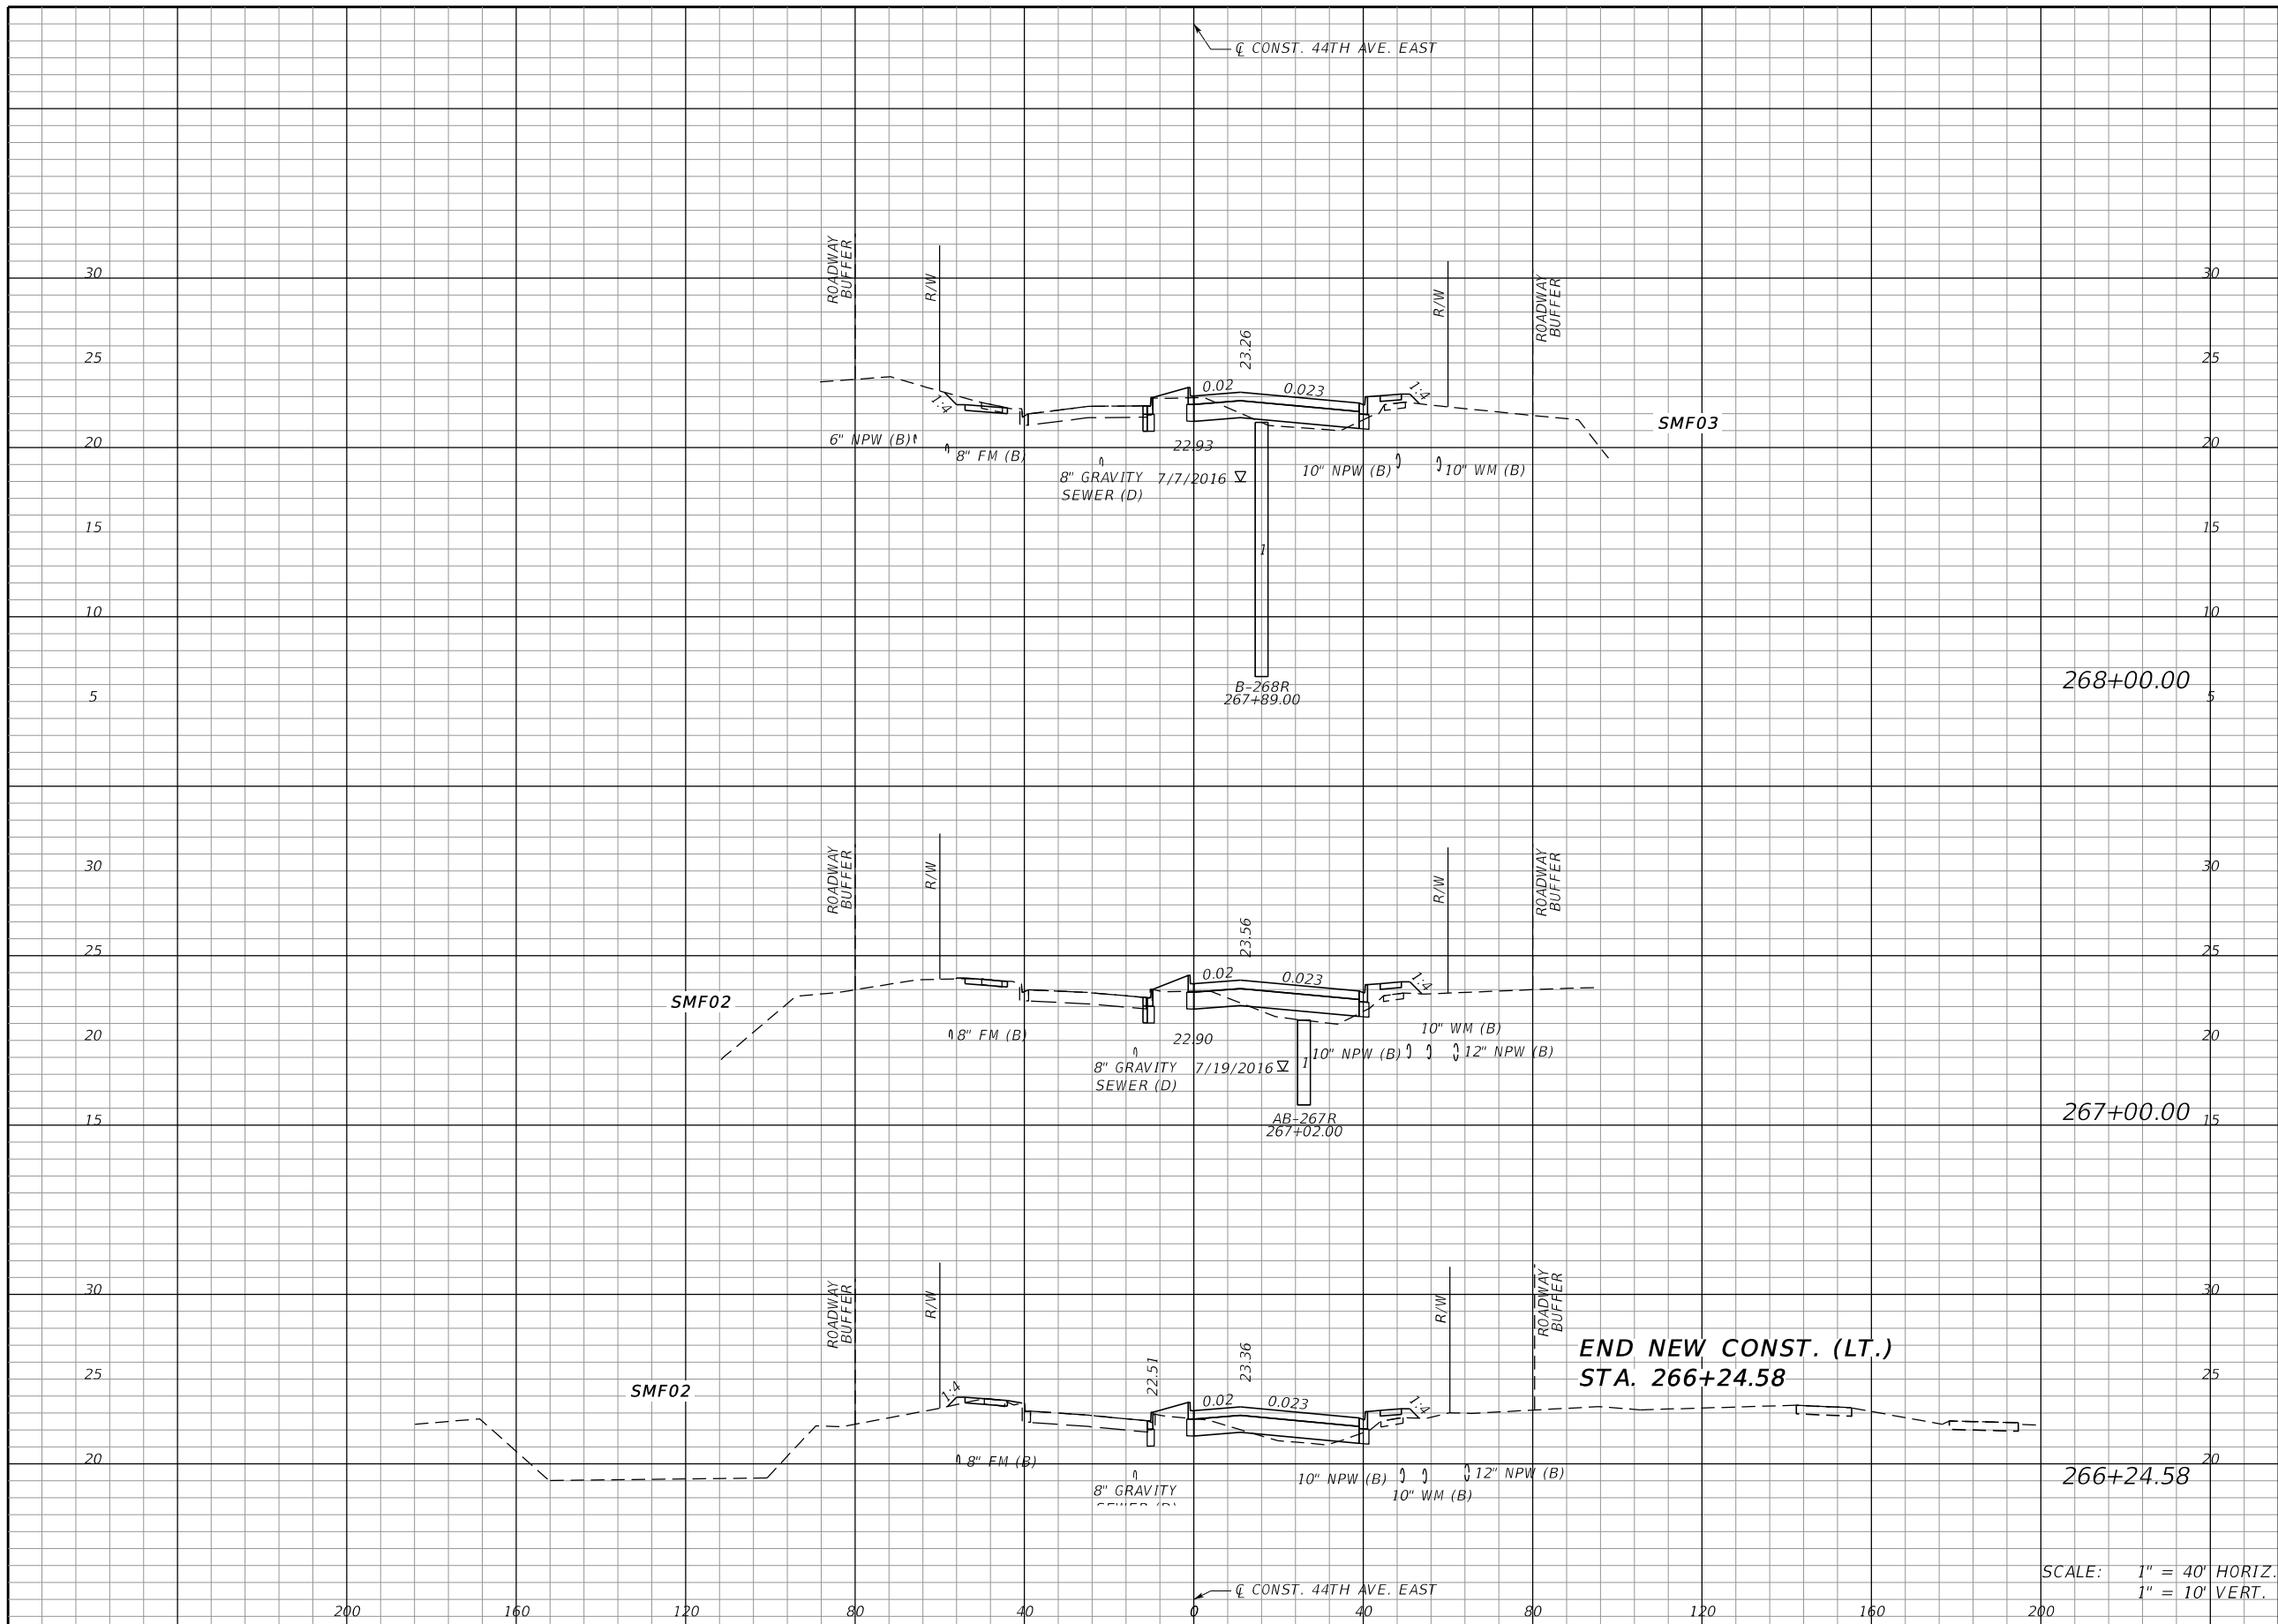 ℄ CONST. 44TH AVE. EAST
ROADWAY
BUFFER
R/W
R/W
ROADWAY
BUFFER
30
30
23.26
25
25
0.02
0.023
1:4
1:4
SMF03
6" NPW (B)
8" FM (B)
22.93
20
20
8" GRAVITY
SEWER (D)
7/7/2016
10" NPW (B)
10" WM (B)
15
15
1
10
10
B-268R
267+89.00
268+00.00
5
5
ROADWAY
BUFFER
R/W
R/W
ROADWAY
BUFFER
30
30
23.56
25
25
0.02
0.023
1:4
SMF02
8" FM (B)
22.90
10" WM (B)
20
20
8" GRAVITY
SEWER (D)
7/19/2016
10" NPW (B)
12" NPW (B)
1
AB-267R
267+02.00
267+00.00
15
15
ROADWAY
BUFFER
R/W
R/W
ROADWAY
BUFFER
30
30
END NEW CONST. (LT.)
STA. 266+24.58
22.51
23.36
25
25
SMF02
1:4
0.02
0.023
1:4
8" FM (B)
20
20
8" GRAVITY
SEWER (D)
10" NPW (B)
12" NPW (B)
10" WM (B)
266+24.58
SCALE: 1" = 40' HORIZ.
1" = 10' VERT.
℄ CONST. 44TH AVE. EAST
200 160 120 80 40 0 40 80 120 160 200